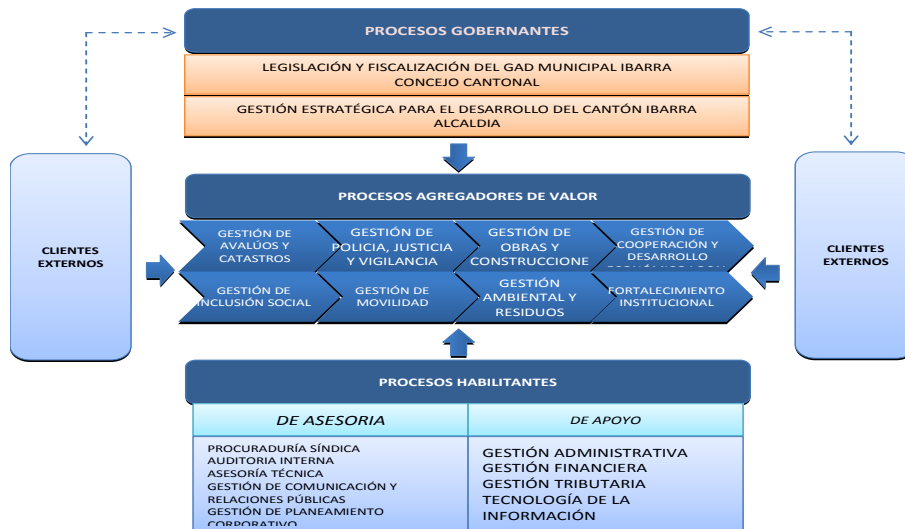 PROCESOS GOBERNANTES
LEGISLACIÓN Y FISCALIZACIÓN DEL GAD MUNICIPAL IBARRA
CONCEJO CANTONAL
GESTIÓN ESTRATÉGICA PARA EL DESARROLLO DEL CANTÓN IBARRA
ALCALDIA
CLIENTES
EXTERNOS
PROCESOS AGREGADORES DE VALOR
GESTIÓN DE
AVALÚOS Y
CATASTROS
GESTIÓN DE
POLICIA, JUSTICIA
Y VIGILANCIA
GESTIÓN DE
OBRAS Y
CONSTRUCCIONE
GESTIÓN DE
COOPERACIÓN Y
DESARROLLO
GESTIÓN DE
INCLUSIÓN SOCIAL
GESTIÓN DE
MOVILIDAD
GESTIÓN
AMBIENTAL Y
RESIDUOS
FORTALECIMIENTO
INSTITUCIONAL
CLIENTES
EXTERNOS
PROCESOS HABILITANTES
DE ASESORIA
PROCURADURÍA SÍNDICA
AUDITORIA INTERNA
ASESORÍA TÉCNICA
GESTIÓN DE COMUNICACIÓN Y
RELACIONES PÚBLICAS
GESTIÓN DE PLANEAMIENTO
CORPORATIVO
DE APOYO
GESTIÓN ADMINISTRATIVA
GESTIÓN FINANCIERA
GESTIÓN TRIBUTARIA
TECNOLOGÍA DE LA
INFORMACIÓN